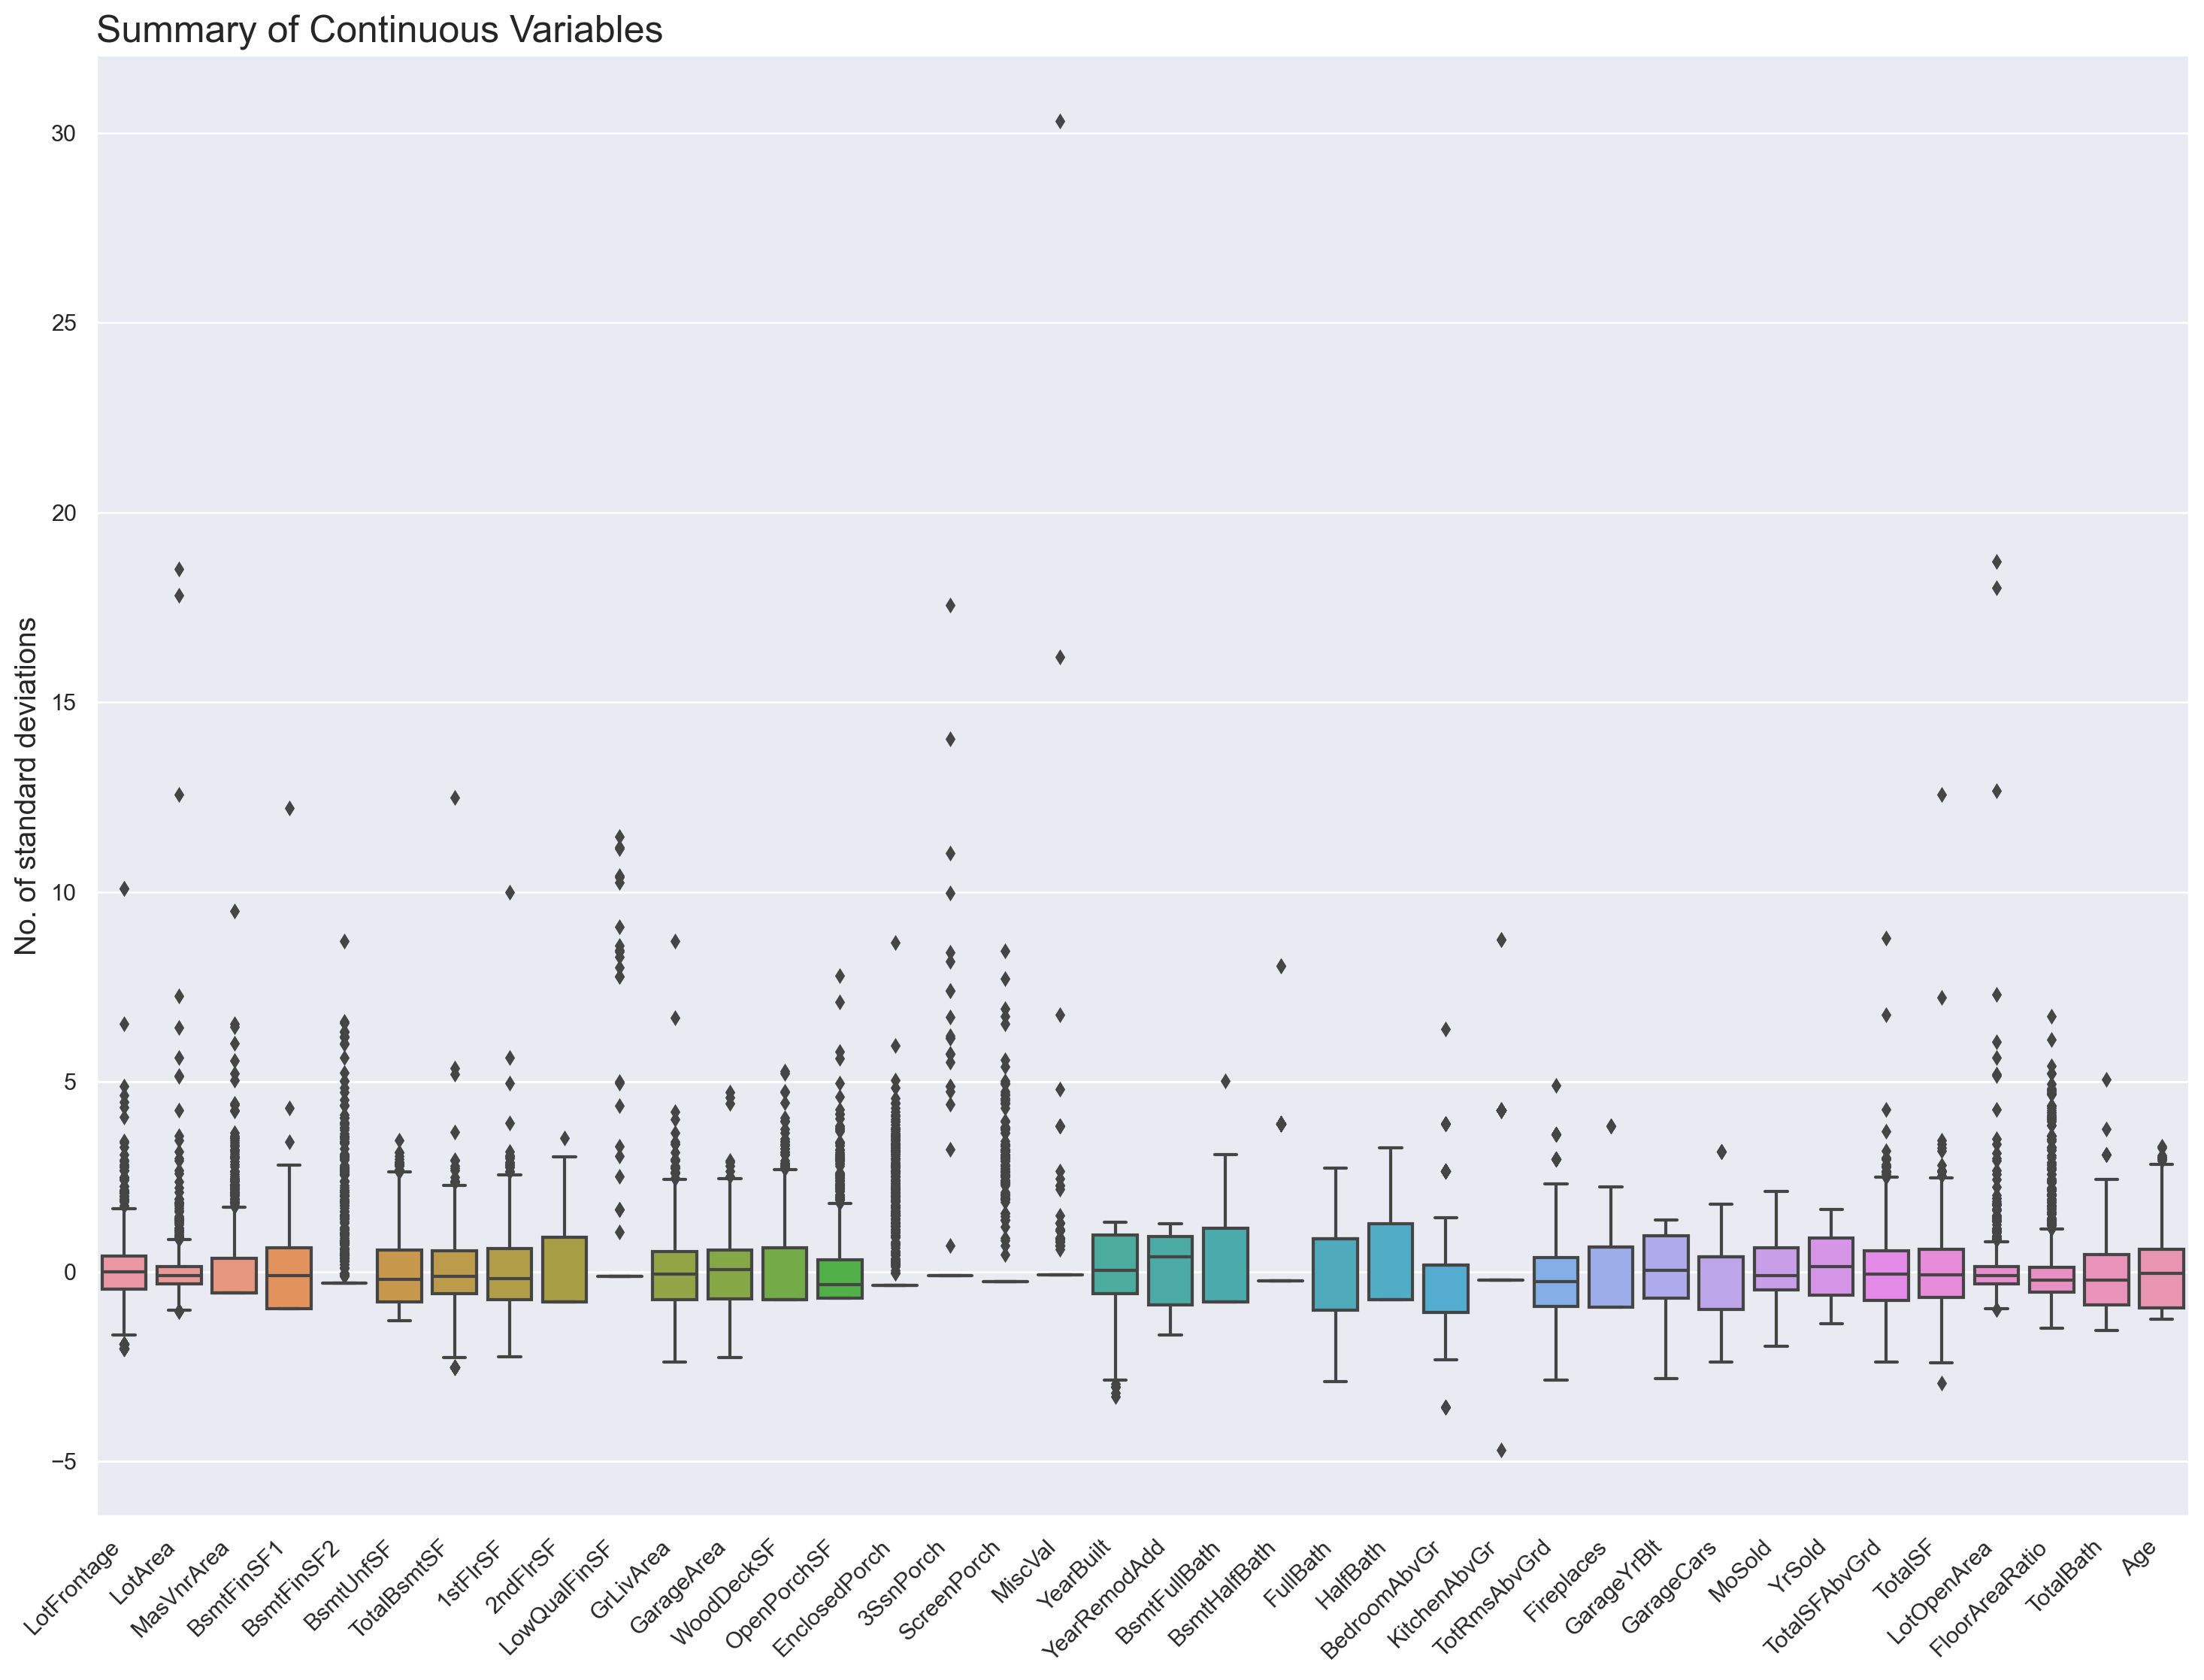 Summary of Continuous Variables
No. of standard deviations
30
25
20
15
10
5
0
−5
LotFrontage
LotArea
MasVnrArea
BsmtFinSF1
BsmtFinSF2
BsmtUnfSF
TotalBsmtSF
1stFlrSF
2ndFlrSF
LowQualFinSF
GrLivArea
GarageArea
WoodDeckSF
OpenPorchSF
EnclosedPorch
3SsnPorch
ScreenPorch
MiscVal
YearBuilt
YearRemodAdd
BsmtFullBath
BsmtHalfBath
FullBath
HalfBath
BedroomAbvGr
KitchenAbvGr
TotRmsAbvGrd
Fireplaces
GarageYrBlt
GarageCars
MoSold
YrSold
TotalSFAbvGrd
TotalSF
LotOpenArea
FloorAreaRatio
TotalBath
Age